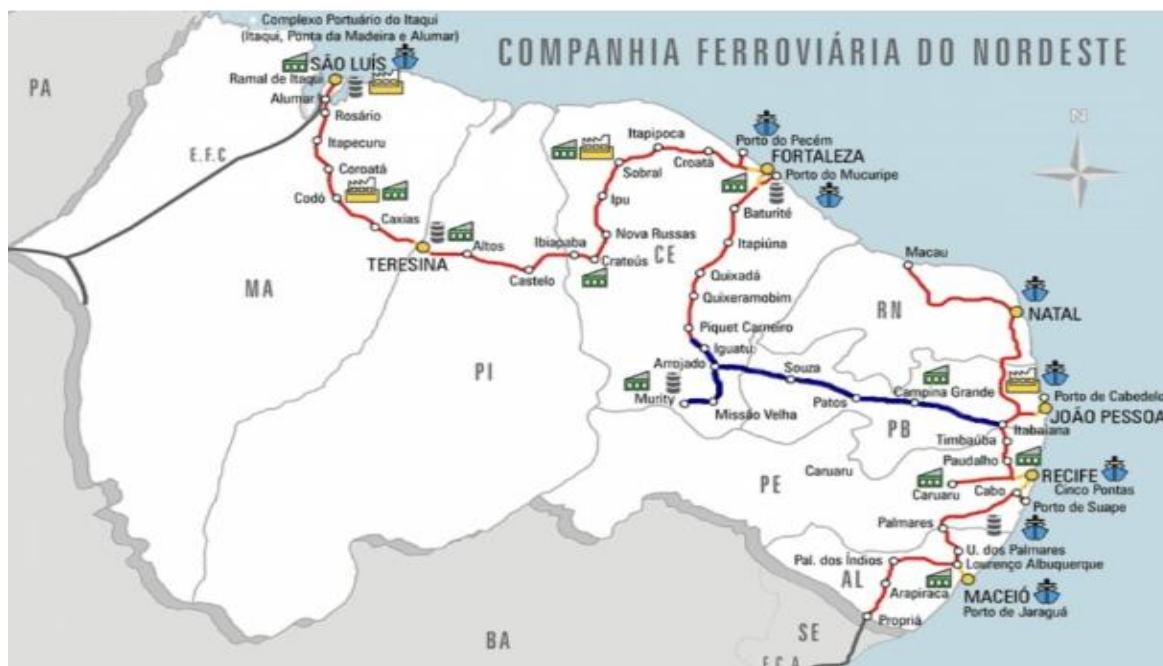 Complexo Portuário do Itaqui
(Itaqui, Ponta da Madeira e Alumar)
COMPANHIA FERROVIÁRIA DO NORDESTE
PA
SÃO LUÍS
Ramal de Itaqui
Alumar
Rosário
E.F.C
Itapecuru
Coroatá
Codó
Caxias
TERESINA
Altos
Castelo
Ibiapaba
Crateús
Nova Russas
Ipu
Sobral
Itapipoca
Croatá
Porto do Pecém
FORTALEZA
Porto do Mucuripe
Baturité
Itapiúna
CE
Quixadá
Quixeramobim
Piquet Carneiro
Iguatu
Arrojado
Murity
Missão Velha
MA
PI
N
Macau
RN
NATAL
Souza
Patos
Campina Grande
PB
Porto de Cabedelo
JOÃO PESSOA
Itabaiana
Timbaúba
Paudalho
Caruaru
Caruaru
PE
RECIFE
Cinco Pontas
Cabo
Porto de Suape
Palmares
U. dos Palmares
Lourenço Albuquerque
Pal. dos Índios
AL
Arapiraca
MACEIÓ
Porto de Jaraguá
Propriá
SE
BA
F.C.A